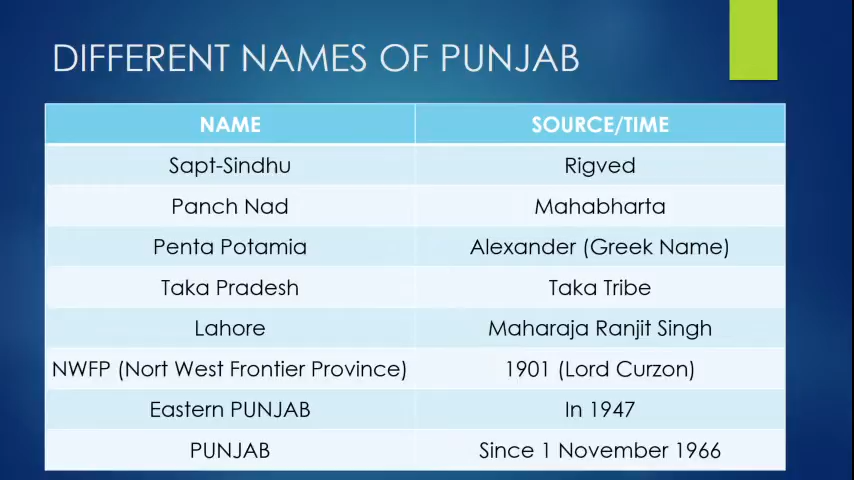 DIFFERENT NAMES OF PUNJAB
NAME SOURCE/TIME
Sapt-Sindhu Rigved
Panch Nad Mahabharta
Penta Potamia Alexander (Greek Name)
Taka Pradesh Taka Tribe
Lahore Maharaja Ranjit Singh
NWFP (Nort West Frontier Province) 1901 (Lord Curzon)
Eastern PUNJAB In 1947
PUNJAB Since 1 November 1966